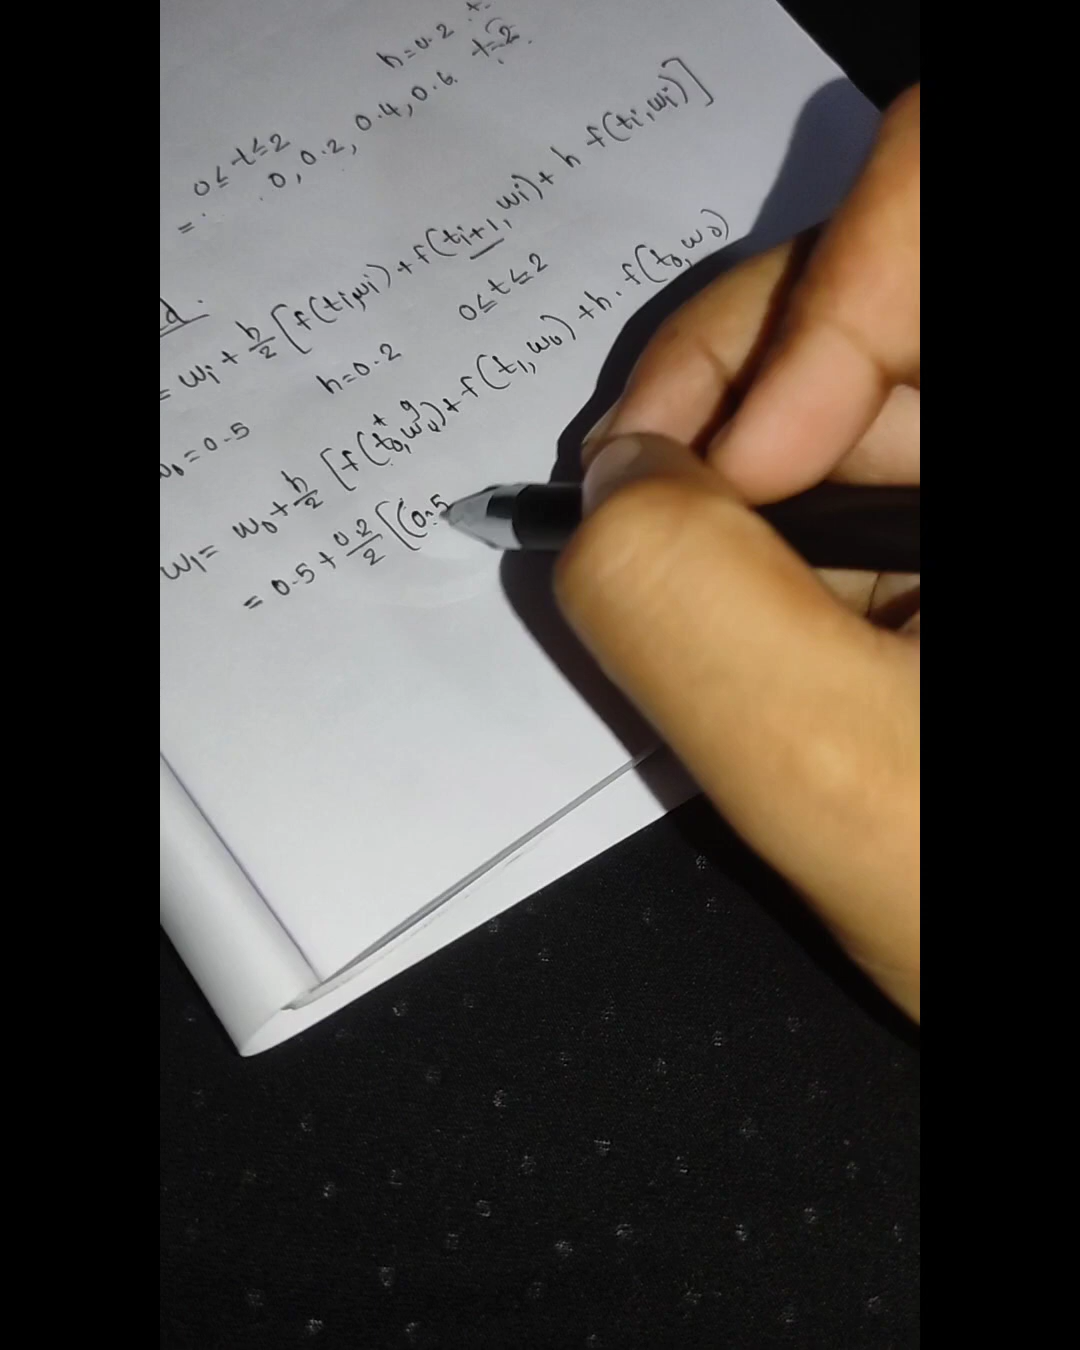 h=0.2
t=2
0≤t≤2
= 0, 0.2, 0.4, 0.6
d.
= wi + h/2 [f(ti,wi) + f(ti+1, wi) + h f(ti, wi)]
w0 = 0.5 h=0.2 0≤t≤2
t y
w1 = w0 + h/2 [f(t0,w0) + f(t1, w0) + h. f(t0, w0)
= 0.5 + 0.2/2 [(0.5